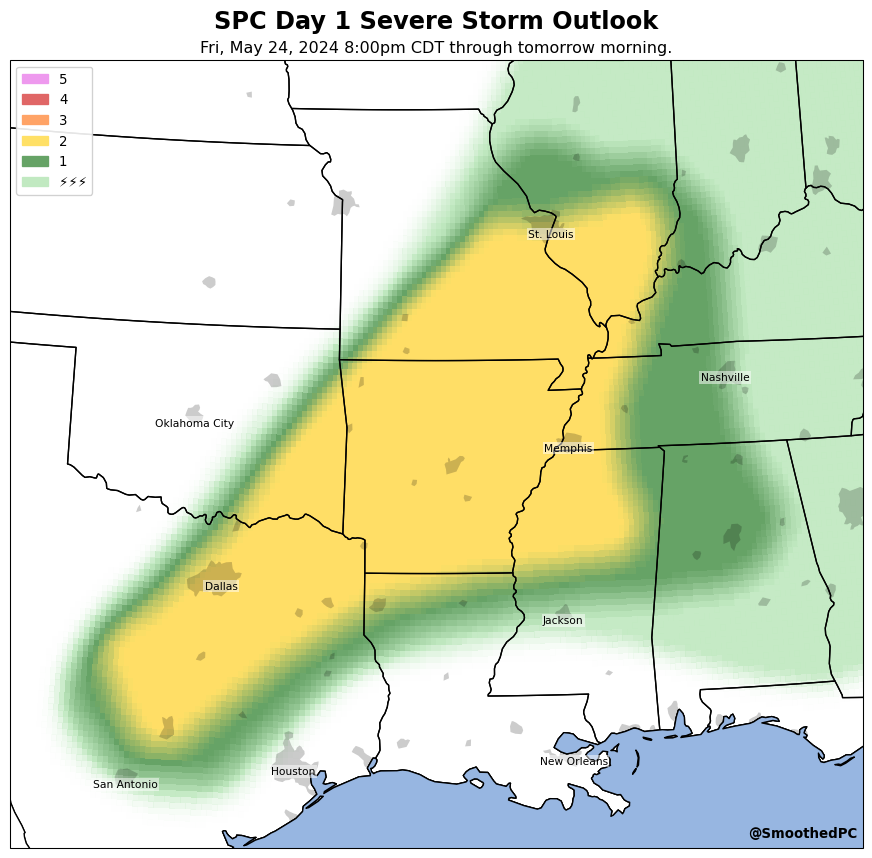 SPC Day 1 Severe Storm Outlook
Fri, May 24, 2024 8:00pm CDT through tomorrow morning.
5
4
3
2
1
⚡⚡⚡
St. Louis
Nashville
Oklahoma City
Memphis
Dallas
Jackson
New Orleans
Houston
San Antonio
@SmoothedPC